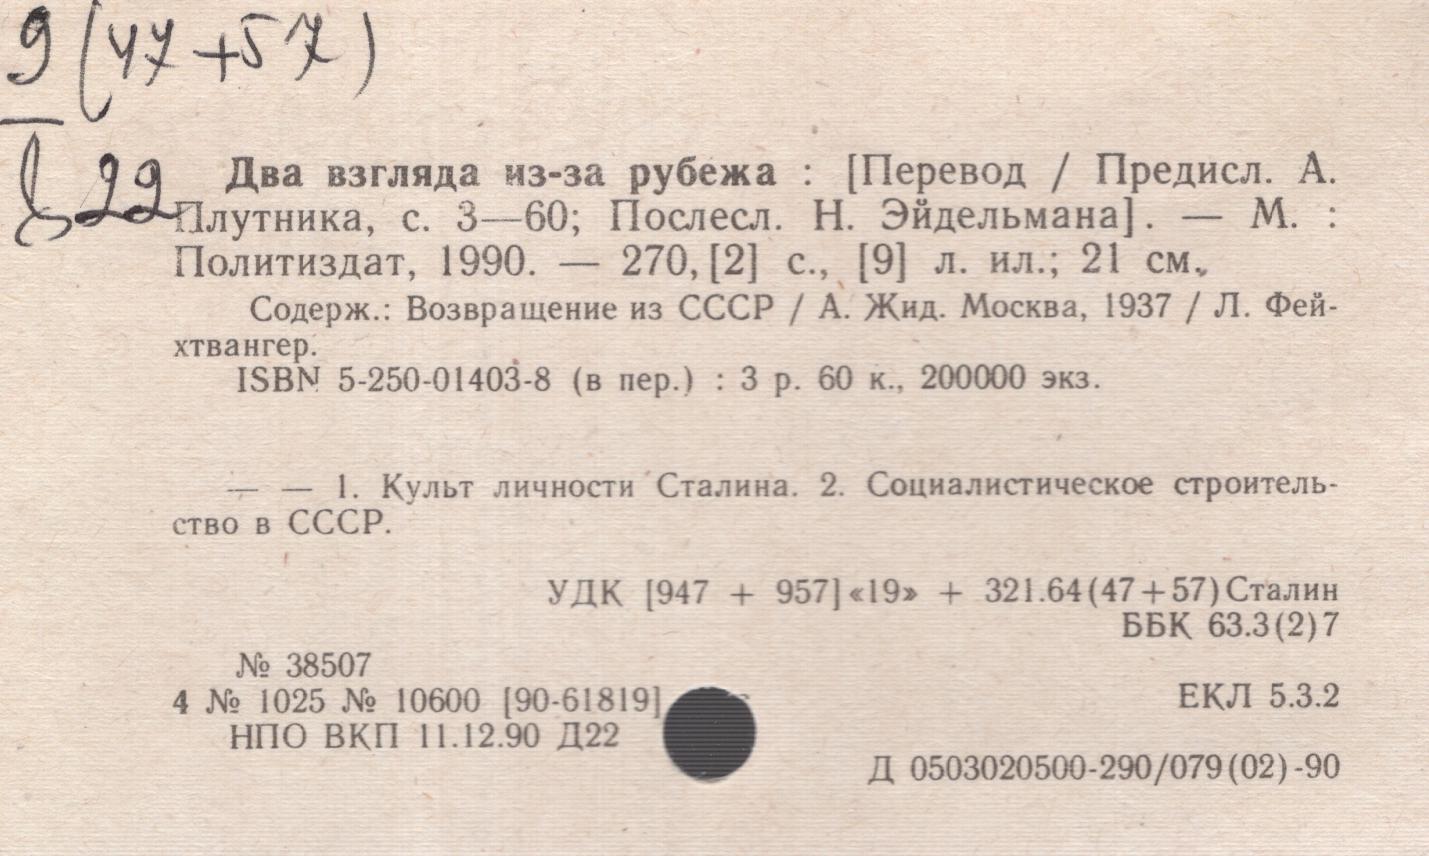 9 (47+57)
Д22
Два взгляда из-за рубежа : [Перевод / Предисл. А.
Плутника, с. 3—60; Послесл. Н. Эйдельмана]. — М. :
Политиздат, 1990. — 270, [2] с., [9] л. ил.; 21 см.
Содерж.: Возвращение из СССР / А. Жид. Москва, 1937 / Л. Фей-
хтвангер.
ISBN 5-250-01403-8 (в пер.) : 3 р. 60 к., 200000 экз.
— — 1. Культ личности Сталина. 2. Социалистическое строитель-
ство в СССР.
УДК [947 + 957]«19» + 321.64(47+57)Сталин
ББК 63.3(2)7
№ 38507
4 № 1025 № 10600 [90-61819]
ЕКЛ 5.3.2
НПО ВКП 11.12.90 Д22
Д 0503020500-290/079(02)-90